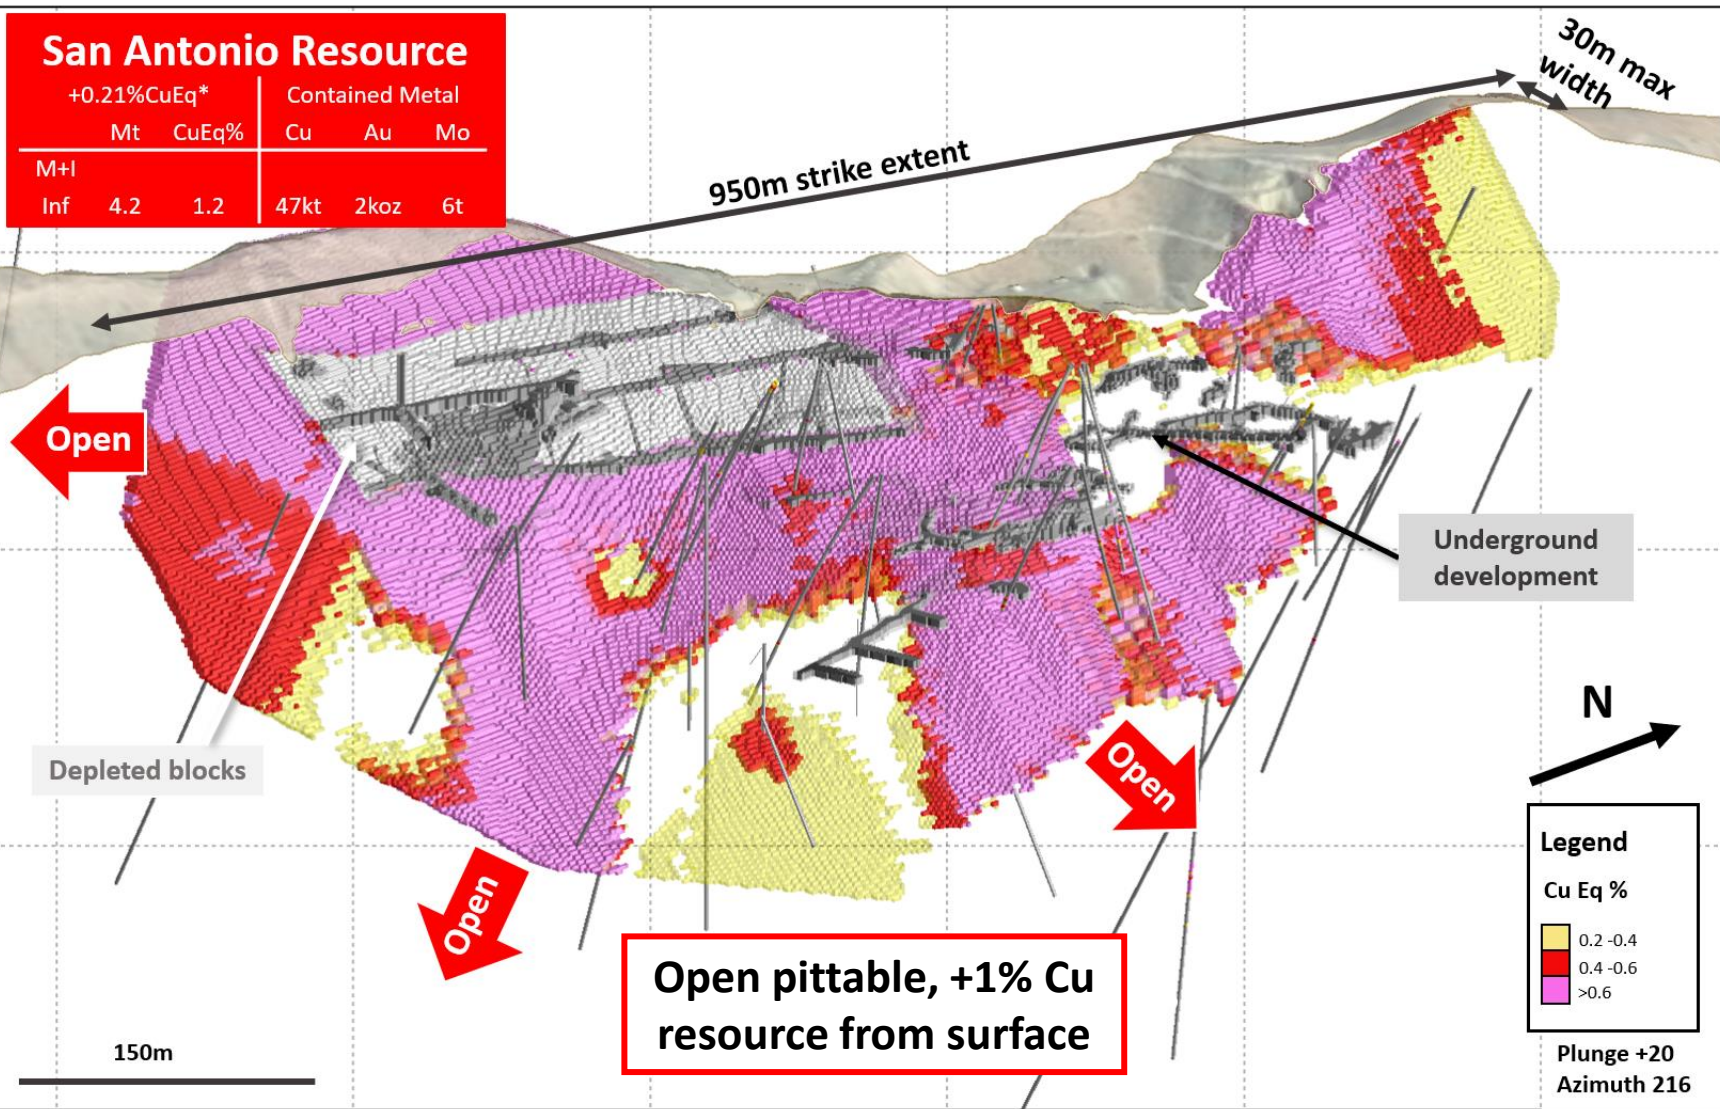 San Antonio Resource
+0.21%CuEq* Contained Metal
Mt CuEq% Cu Au Mo
M+I
Inf 4.2 1.2 47kt 2koz 6t
30m max
width
950m strike extent
Open
Underground
development
N
Depleted blocks
Open
Open
Legend
Cu Eq %
0.2 -0.4
0.4 -0.6
>0.6
Open pittable, +1% Cu
resource from surface
150m
Plunge +20
Azimuth 216